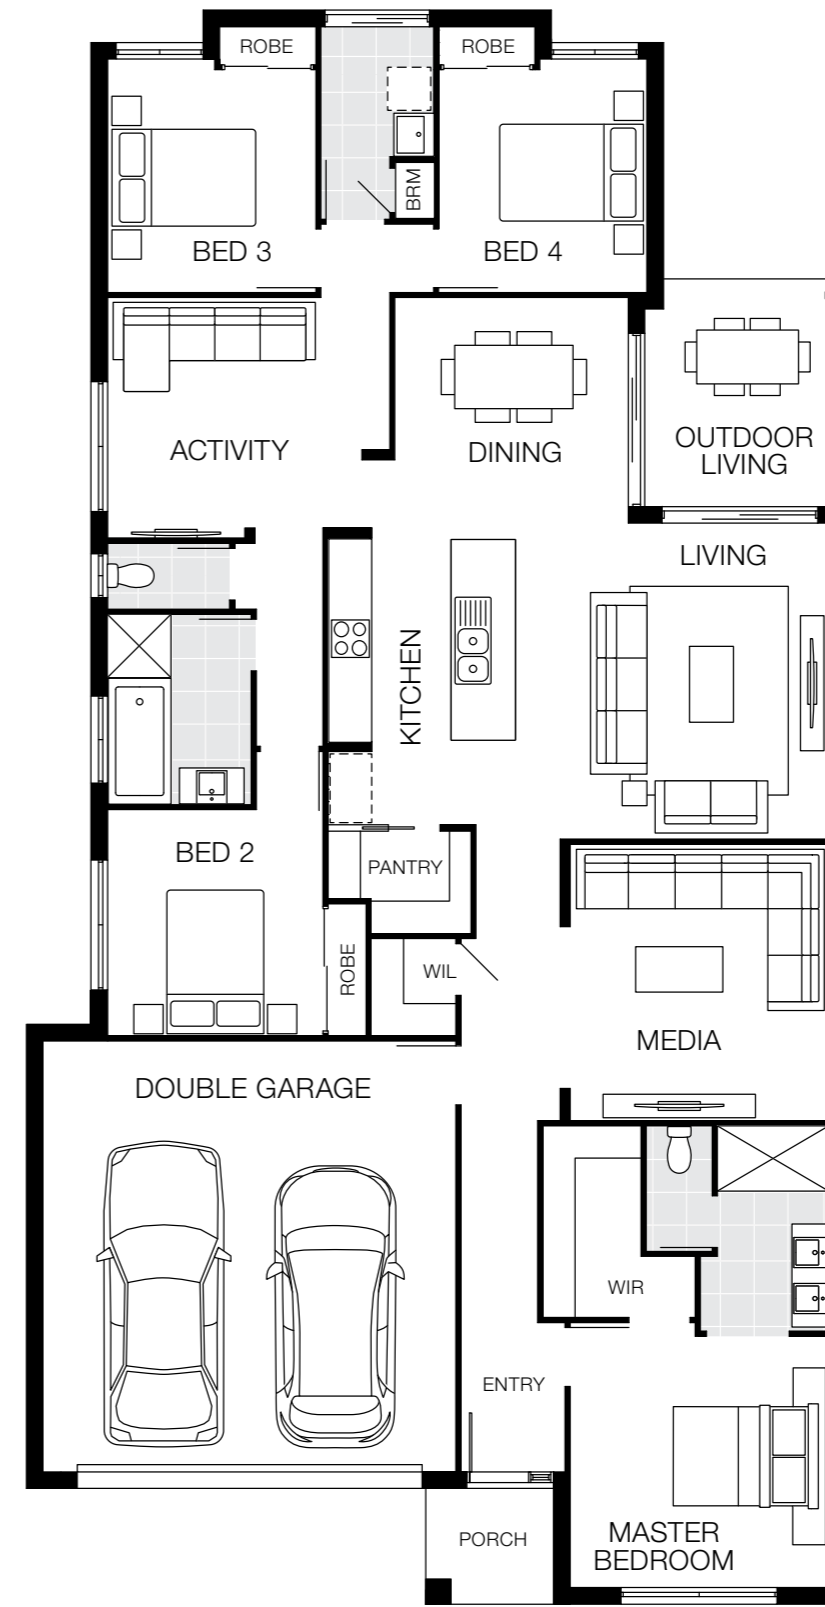 ROBE
ROBE
BRM
BED 3
BED 4
ACTIVITY
DINING
OUTDOOR
LIVING
LIVING
KITCHEN
BED 2
PANTRY
ROBE
WIL
MEDIA
DOUBLE GARAGE
WIR
ENTRY
PORCH
MASTER
BEDROOM